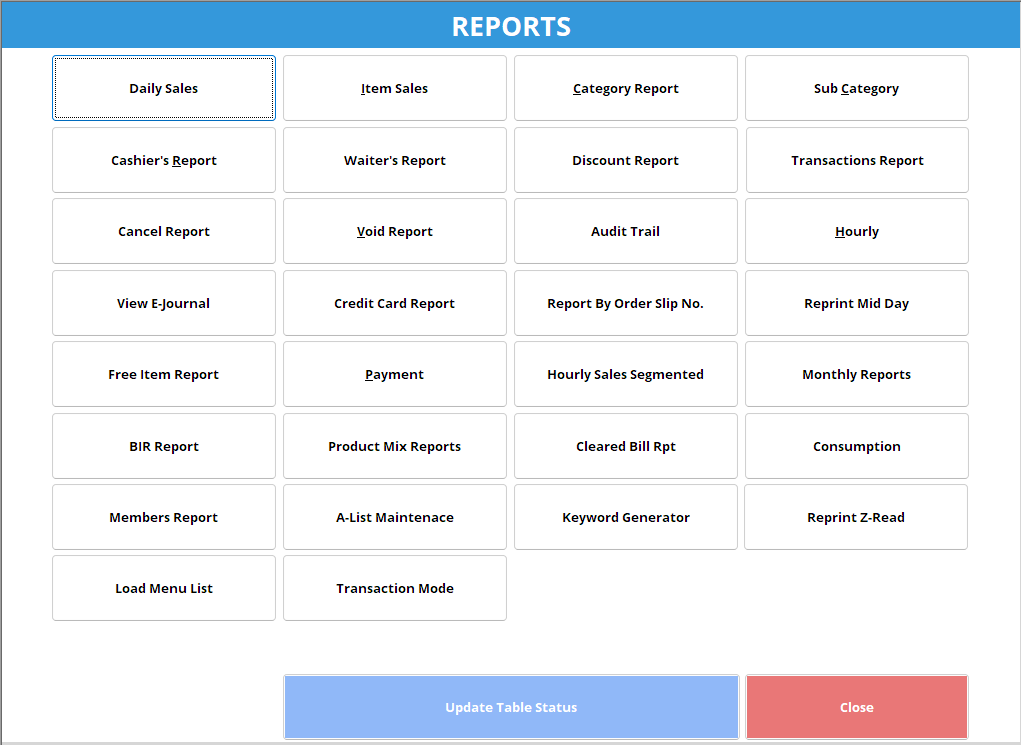 REPORTS
Daily Sales
Item Sales
Category Report
Sub Category
Cashier's Report
Waiter's Report
Discount Report
Transactions Report
Cancel Report
Void Report
Audit Trail
Hourly
View E-Journal
Credit Card Report
Report By Order Slip No.
Reprint Mid Day
Free Item Report
Payment
Hourly Sales Segmented
Monthly Reports
BIR Report
Product Mix Reports
Cleared Bill Rpt
Consumption
Members Report
A-List Maintenace
Keyword Generator
Reprint Z-Read
Load Menu List
Transaction Mode
Update Table Status
Close